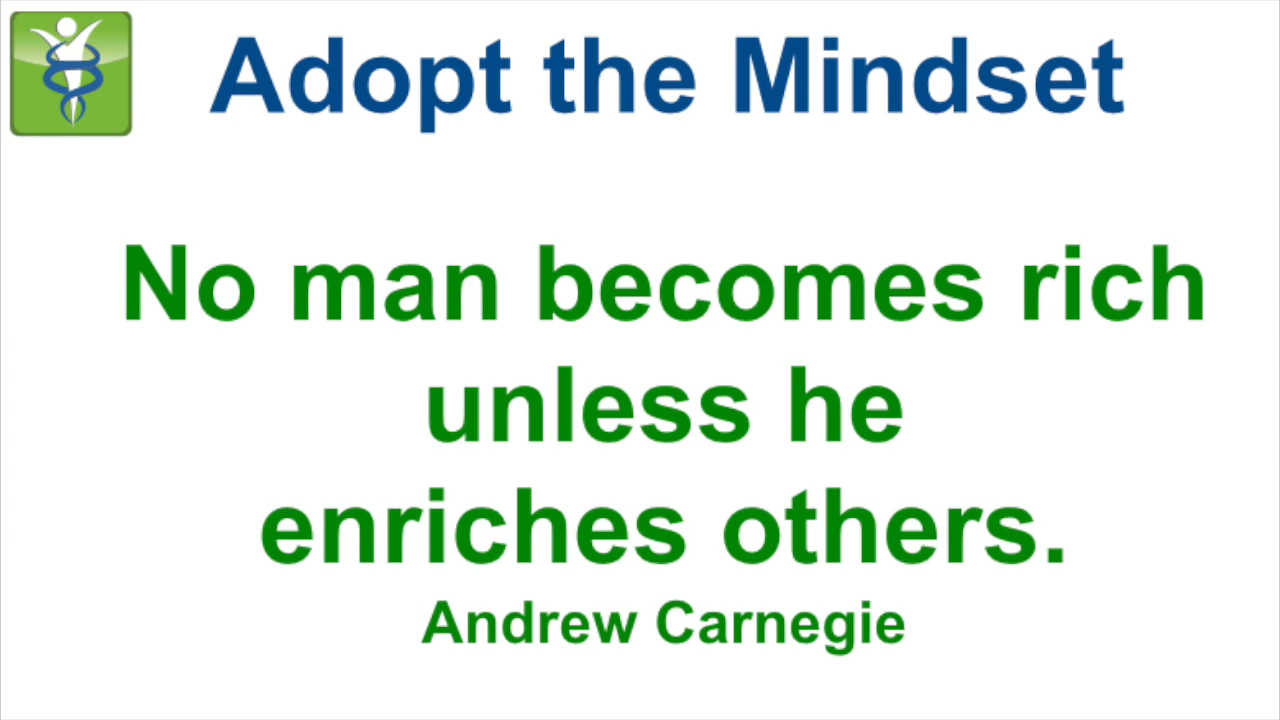 Adopt the Mindset
No man becomes rich
unless he
enriches others.
Andrew Carnegie